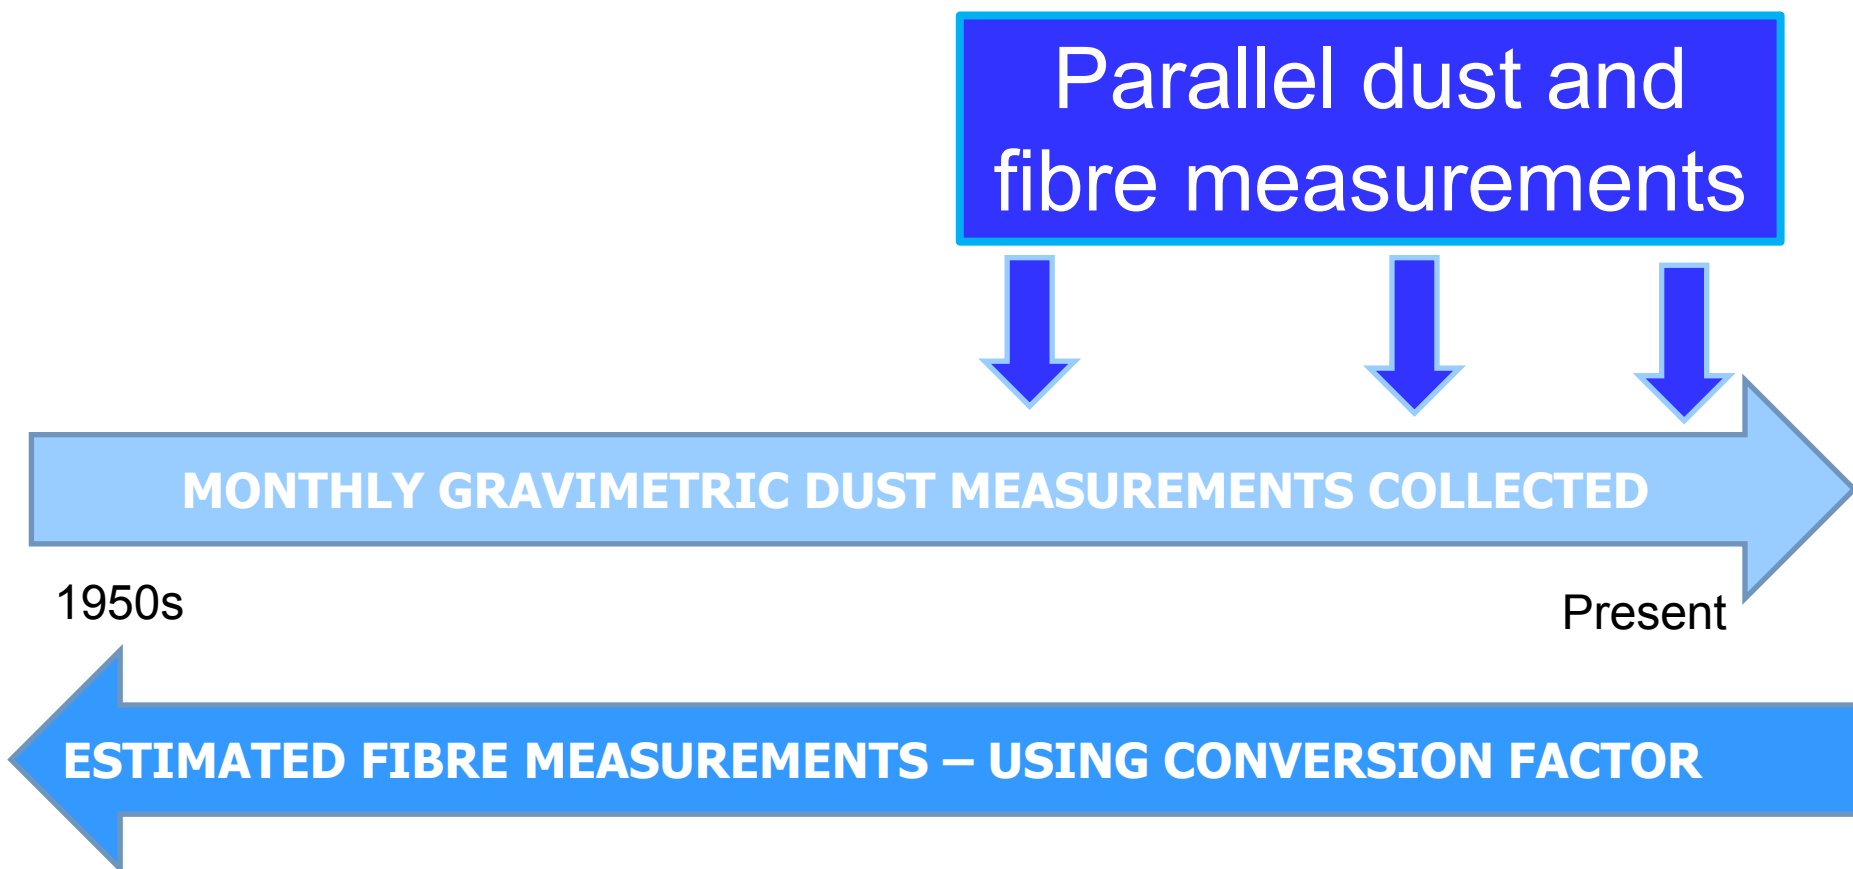 Parallel dust and
fibre measurements
MONTHLY GRAVIMETRIC DUST MEASUREMENTS COLLECTED
1950s
Present
ESTIMATED FIBRE MEASUREMENTS – USING CONVERSION FACTOR